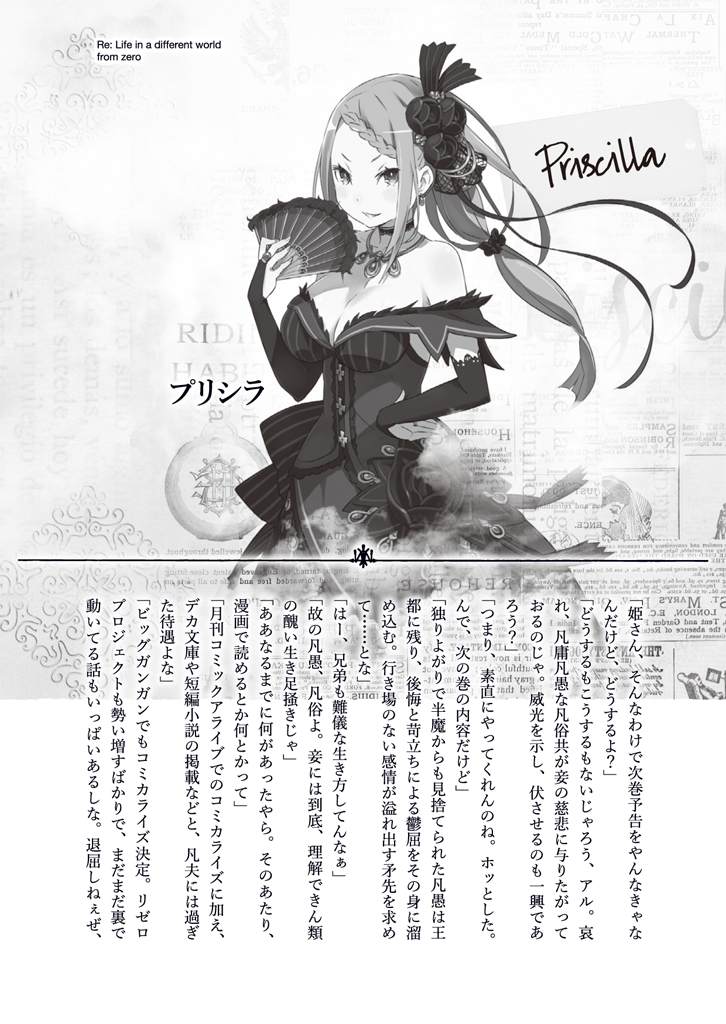 Re: Life in a different world
from zero
Priscilla
プリシラ
「姫さん、そんなわけで次巻予告をやんなきゃな
んだけど、どうするよ？」
「どうするもこうするもないじゃろう、アル。哀
れ、凡庸凡愚な凡俗共が妾の慈悲に与りたがって
おるのじゃ。威光を示し、伏させるのも一興であ
ろう？」
「つまり、素直にやってくれんのね。ホッとした。
んで、次の巻の内容だけど」
「独りよがりで半魔からも見捨てられた凡愚は王
都に残り、後悔と苛立ちによる鬱屈をその身に溜
め込む。行き場のない感情が溢れ出す矛先を求め
て……とな」
「はー、兄弟も難儀な生き方してんなぁ」
「故の凡愚、凡俗よ。妾には到底、理解できん類
の醜い生き足掻きじゃ」
「ああなるまでに何があったやら。そのあたり、
漫画で読めるとか何とかって」
「月刊コミックアライブでのコミカライズに加え、
デカ文庫や短編小説の掲載などと、凡夫には過ぎ
た待遇よな」
「ビッグガンガンでもコミカライズ決定。リゼロ
プロジェクトも勢い増すばかりで、まだまだ裏で
動いてる話もいっぱいあるしな。退屈しねぇぜ、